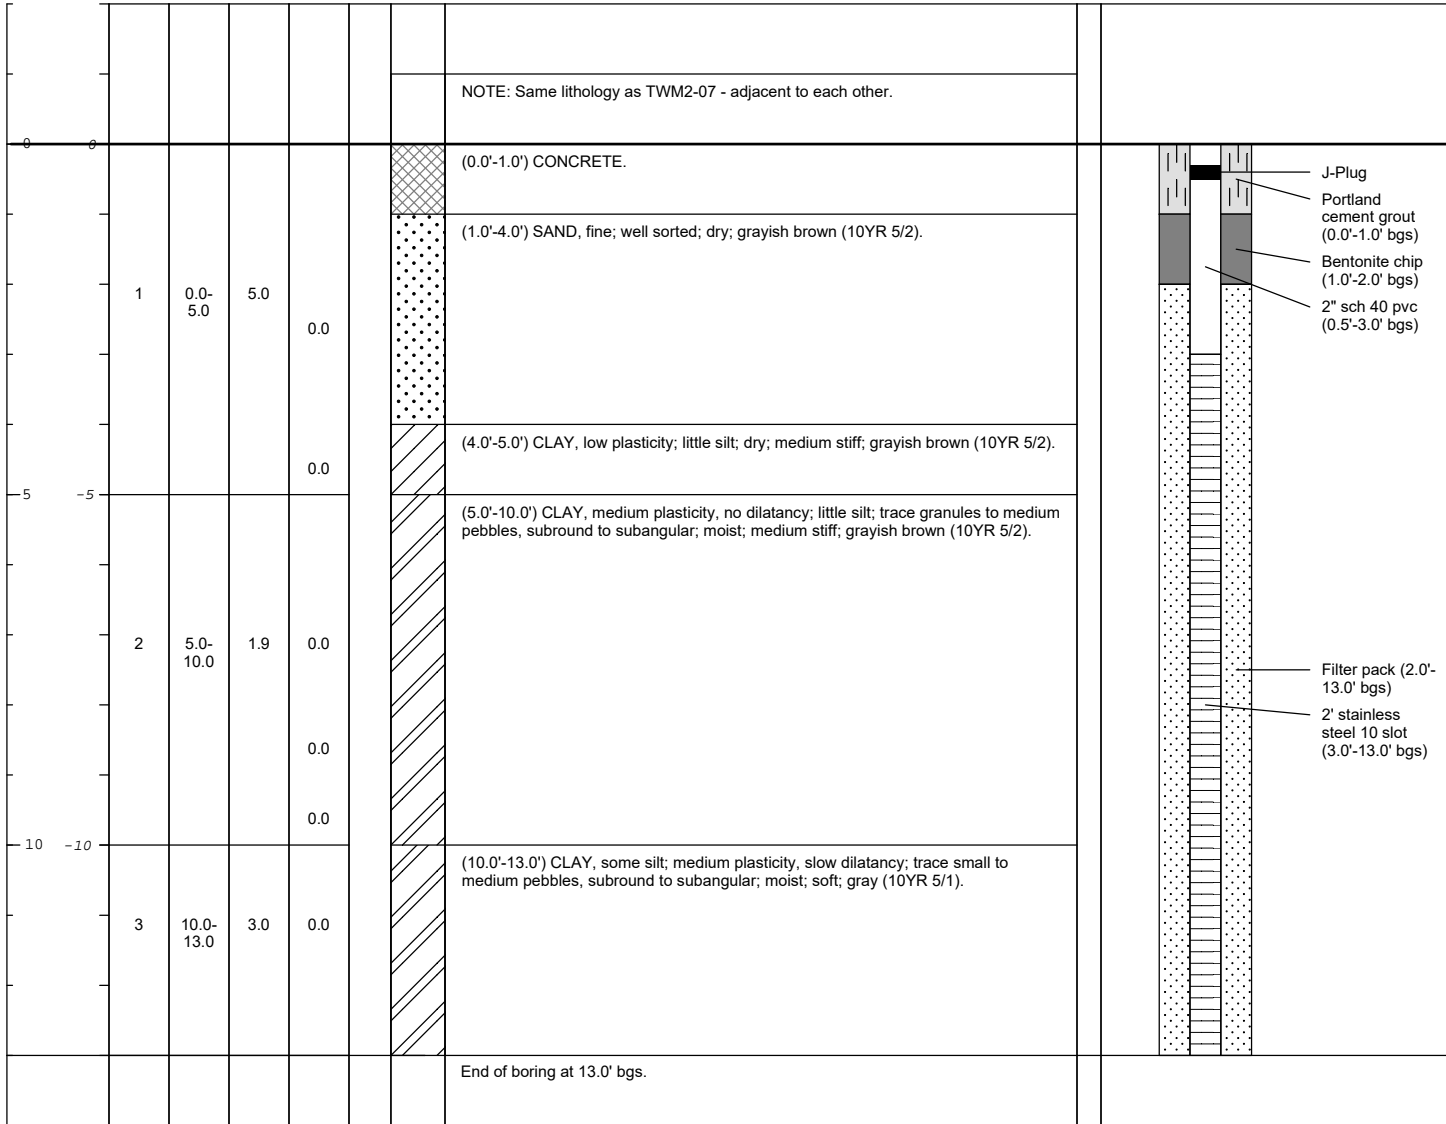 NOTE: Same lithology as TWM2-07 - adjacent to each other.
0 0
(0.0'-1.0') CONCRETE.
J-Plug
Portland
cement grout
(0.0'-1.0' bgs)
(1.0'-4.0') SAND, fine; well sorted; dry; grayish brown (10YR 5/2).
Bentonite chip
(1.0'-2.0' bgs)
1 0.0-
5.0 5.0
2" sch 40 pvc
(0.5'-3.0' bgs)
0.0
(4.0'-5.0') CLAY, low plasticity; little silt; dry; medium stiff; grayish brown (10YR 5/2).
0.0
5 -5
(5.0'-10.0') CLAY, medium plasticity, no dilatancy; little silt; trace granules to medium
pebbles, subround to subangular; moist; medium stiff; grayish brown (10YR 5/2).
2 5.0-
10.0 1.9 0.0
Filter pack (2.0'-
13.0' bgs)
2' stainless
steel 10 slot
(3.0'-13.0' bgs)
0.0
0.0
10 -10
(10.0'-13.0') CLAY, some silt; medium plasticity, slow dilatancy; trace small to
medium pebbles, subround to subangular; moist; soft; gray (10YR 5/1).
3 10.0-
13.0 3.0 0.0
End of boring at 13.0' bgs.